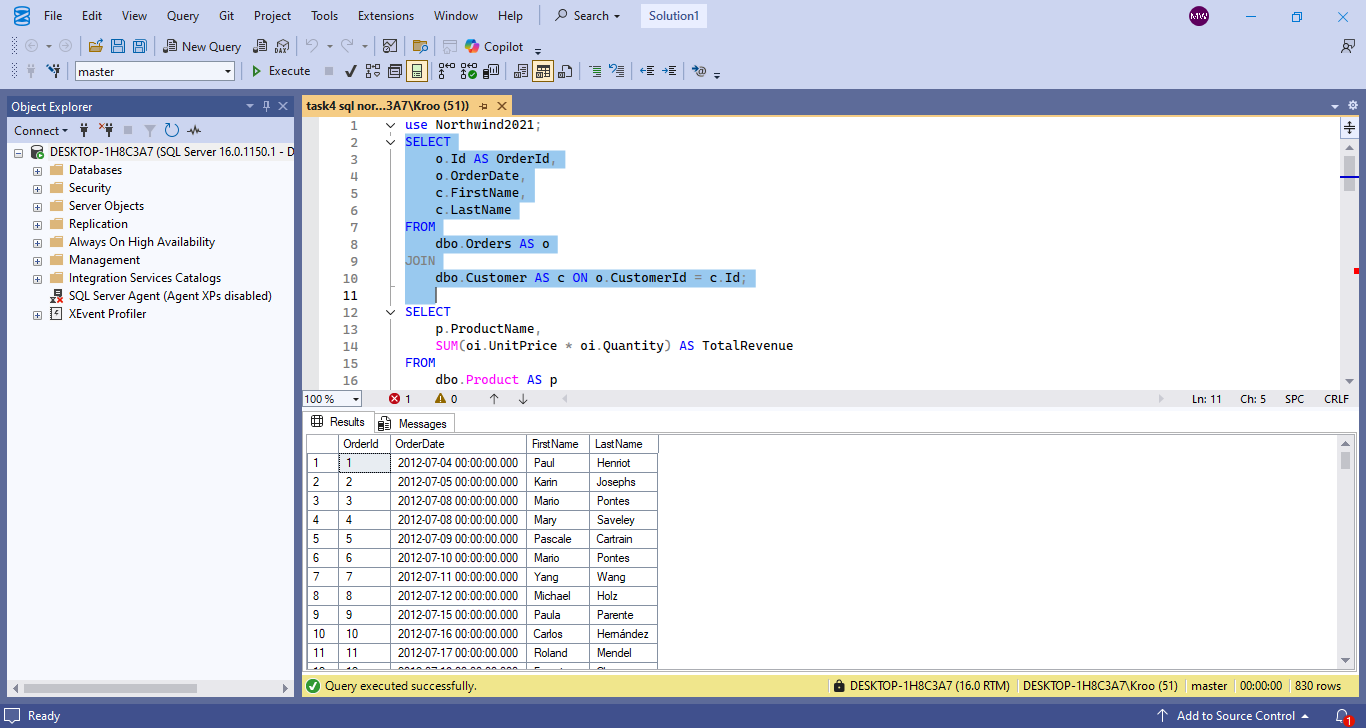 File Edit View Query Git Project Tools Extensions Window Help Search Solution1 MW
New Query DAX Copilot
master Execute
Object Explorer
Connect
DESKTOP-1H8C3A7 (SQL Server 16.0.1150.1 - D
Databases
Security
Server Objects
Replication
Always On High Availability
Management
Integration Services Catalogs
SQL Server Agent (Agent XPs disabled)
XEvent Profiler
task4 sql nor...3A7\Kroo (51))
1 use Northwind2021;
2 SELECT
3 o.Id AS OrderId,
4 o.OrderDate,
5 c.FirstName,
6 c.LastName
7 FROM
8 dbo.Orders AS o
9 JOIN
10 dbo.Customer AS c ON o.CustomerId = c.Id;
11
12 SELECT
13 p.ProductName,
14 SUM(oi.UnitPrice * oi.Quantity) AS TotalRevenue
15 FROM
16 dbo.Product AS p
100 % 1 0 Ln: 11 Ch: 5 SPC CRLF
Results Messages
OrderId OrderDate FirstName LastName
1 1 2012-07-04 00:00:00.000 Paul Henriot
2 2 2012-07-05 00:00:00.000 Karin Josephs
3 3 2012-07-08 00:00:00.000 Mario Pontes
4 4 2012-07-08 00:00:00.000 Mary Saveley
5 5 2012-07-09 00:00:00.000 Pascale Cartrain
6 6 2012-07-10 00:00:00.000 Mario Pontes
7 7 2012-07-11 00:00:00.000 Yang Wang
8 8 2012-07-12 00:00:00.000 Michael Holz
9 9 2012-07-15 00:00:00.000 Paula Parente
10 10 2012-07-16 00:00:00.000 Carlos Hernández
11 11 2012-07-17 00:00:00.000 Roland Mendel
Query executed successfully. DESKTOP-1H8C3A7 (16.0 RTM) DESKTOP-1H8C3A7\Kroo (51) master 00:00:00 830 rows
Ready Add to Source Control 1